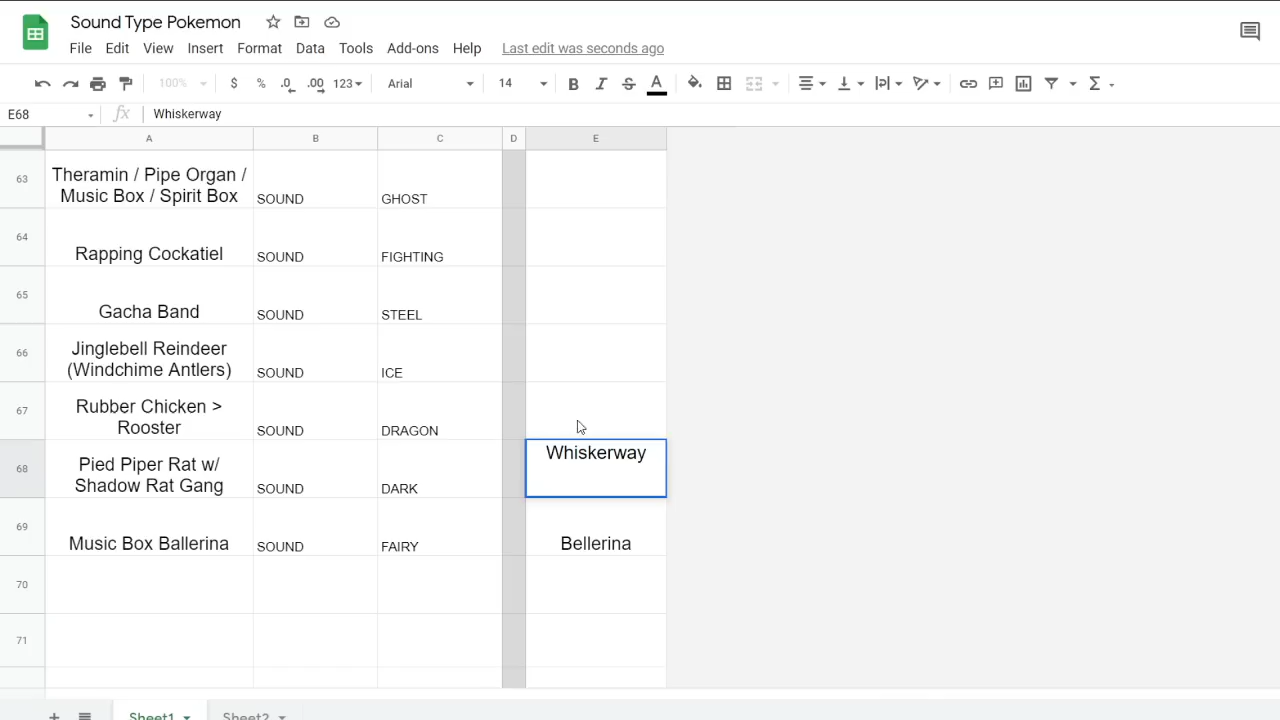 Sound Type Pokemon
File Edit View Insert Format Data Tools Add-ons Help Last edit was seconds ago
100% $ % .0 .00 123 Arial 14 B I S A Σ
E68 fx Whiskerway
A B C D E
63 Theramin / Pipe Organ /
Music Box / Spirit Box SOUND GHOST
64 Rapping Cockatiel SOUND FIGHTING
65 Gacha Band SOUND STEEL
66 Jinglebell Reindeer
(Windchime Antlers) SOUND ICE
67 Rubber Chicken >
Rooster SOUND DRAGON
68 Pied Piper Rat w/ Whiskerway
Shadow Rat Gang SOUND DARK
69 Music Box Ballerina SOUND FAIRY Bellerina
70
71
+ Sheet1 Sheet2